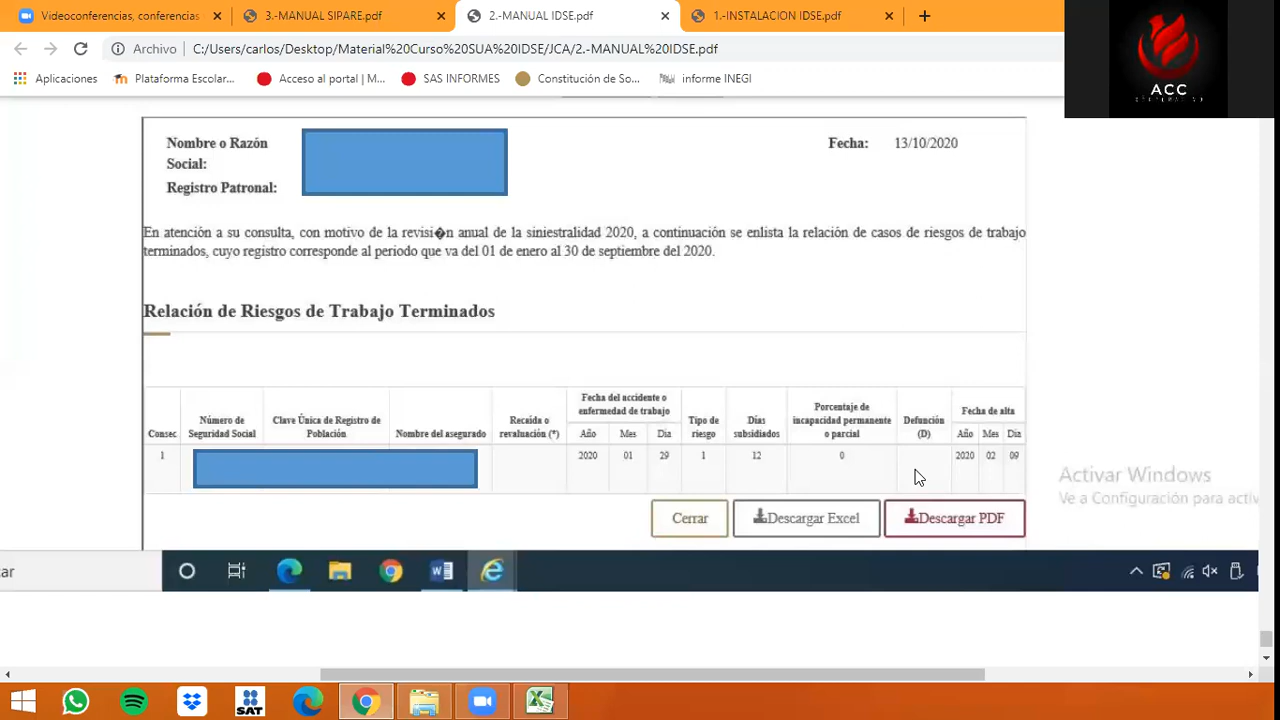 Videoconferencias, conferencias
3.-MANUAL SIPARE.pdf
2.-MANUAL IDSE.pdf
1.-INSTALACION IDSE.pdf
Archivo
C:/Users/carlos/Desktop/Material%20Curso%20SUA%20IDSE/JCA/2.-MANUAL%20IDSE.pdf
Aplicaciones
Plataforma Escolar...
Acceso al portal | M...
SAS INFORMES
Constitución de So...
informe INEGI
ACC
Nombre o Razón
Social:
Registro Patronal:
Fecha: 13/10/2020
En atención a su consulta, con motivo de la revisi�n anual de la siniestralidad 2020, a continuación se enlista la relación de casos de riesgos de trabajo
terminados, cuyo registro corresponde al periodo que va del 01 de enero al 30 de septiembre del 2020.
Relación de Riesgos de Trabajo Terminados
Consec
Número de
Seguridad Social
Clave Única de Registro de
Población
Nombre del asegurado
Recaída o
revaluación (*)
Fecha del accidente o
enfermedad de trabajo
Año Mes Dia
Tipo de
riesgo
Días
subsidiados
Porcentaje de
incapacidad permanente
o parcial
Defunción
(D)
Fecha de alta
Año Mes Dia
1 2020 01 29 1 12 0 2020 02 09
Cerrar
Descargar Excel
Descargar PDF
Activar Windows
Ve a Configuración para activ
ar
SAT